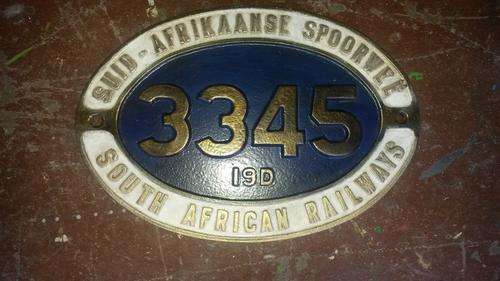 SUID-AFRIKAANSE SPOORWEË
3345
19D
SOUTH AFRICAN RAILWAYS